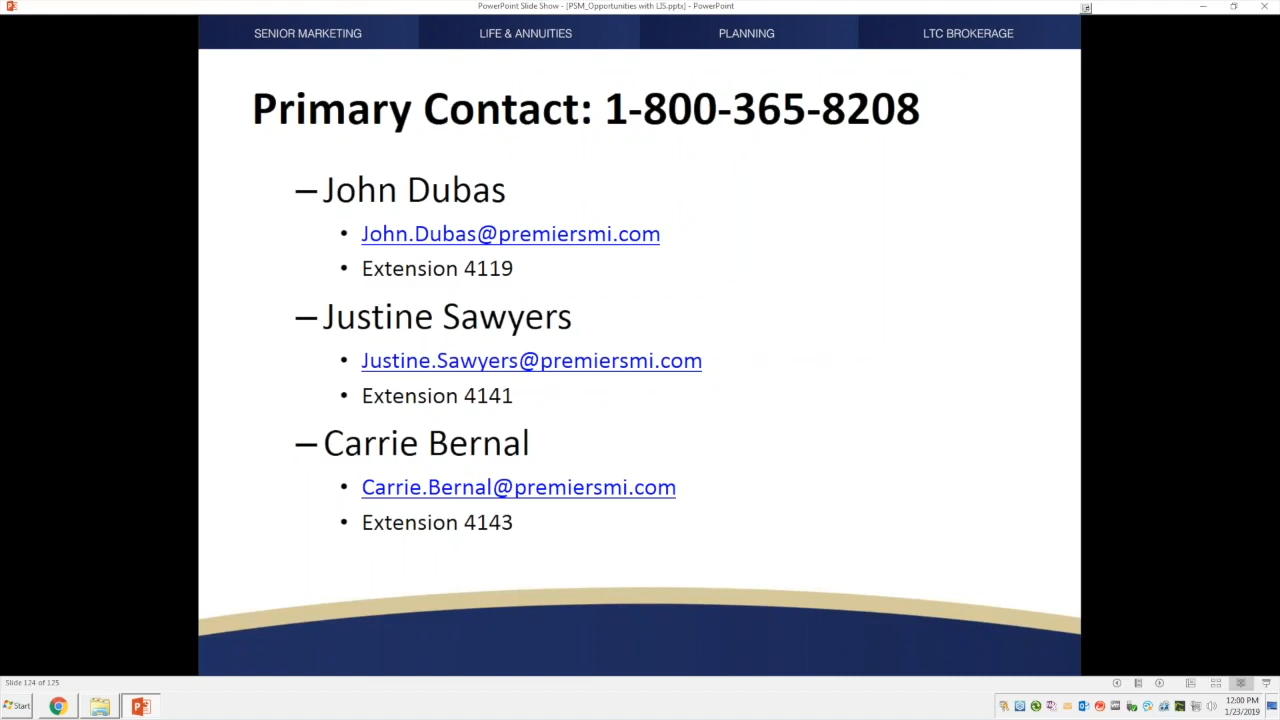 PowerPoint Slide Show - [PSM_Opportunities with LIS.pptx] - PowerPoint
SENIOR MARKETING
LIFE & ANNUITIES
PLANNING
LTC BROKERAGE
Primary Contact: 1-800-365-8208
– John Dubas
• John.Dubas@premiersmi.com
• Extension 4119
– Justine Sawyers
• Justine.Sawyers@premiersmi.com
• Extension 4141
– Carrie Bernal
• Carrie.Bernal@premiersmi.com
• Extension 4143
Slide 124 of 125
Start
12:00 PM
1/23/2019